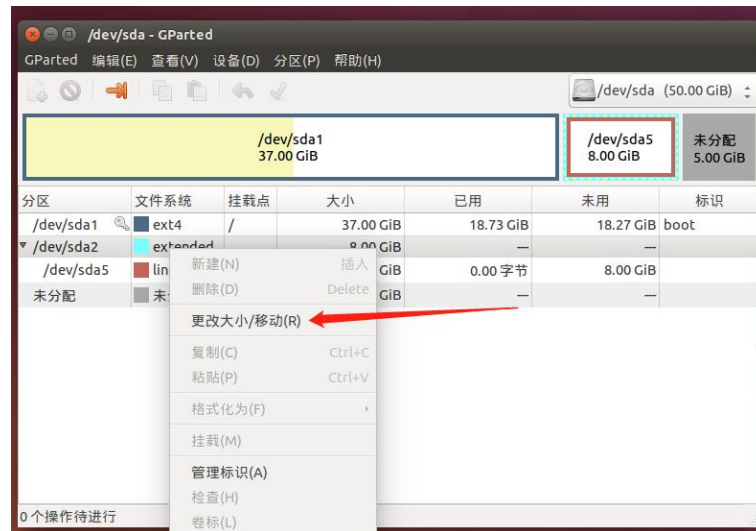 /dev/sda - GParted
GParted 编辑(E) 查看(V) 设备(D) 分区(P) 帮助(H)
/dev/sda (50.00 GiB)
/dev/sda1
37.00 GiB
/dev/sda5
8.00 GiB
未分配
5.00 GiB
分区 文件系统 挂载点 大小 已用 未用 标识
/dev/sda1 ext4 / 37.00 GiB 18.73 GiB 18.27 GiB boot
/dev/sda2 extended 8.00 GiB --- ---
/dev/sda5 lin GiB 0.00 字节 8.00 GiB
未分配 未 GiB --- ---
新建(N) 插入
删除(D) Delete
更改大小/移动(R)
复制(C) Ctrl+C
粘贴(P) Ctrl+V
格式化为(F)
挂载(M)
管理标识(A)
检查(H)
卷标(L)
0 个操作待进行